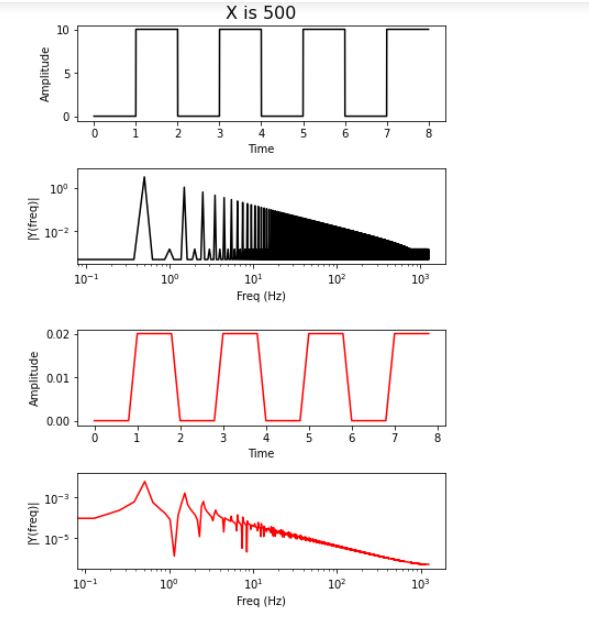 X is 500
Amplitude
10
5
0
0 1 2 3 4 5 6 7 8
Time
|Y(freq)|
10⁰
10⁻²
10⁻¹ 10⁰ 10¹ 10² 10³
Freq (Hz)
Amplitude
0.02
0.01
0.00
0 1 2 3 4 5 6 7 8
Time
|Y(freq)|
10⁻³
10⁻⁵
10⁻¹ 10⁰ 10¹ 10² 10³
Freq (Hz)